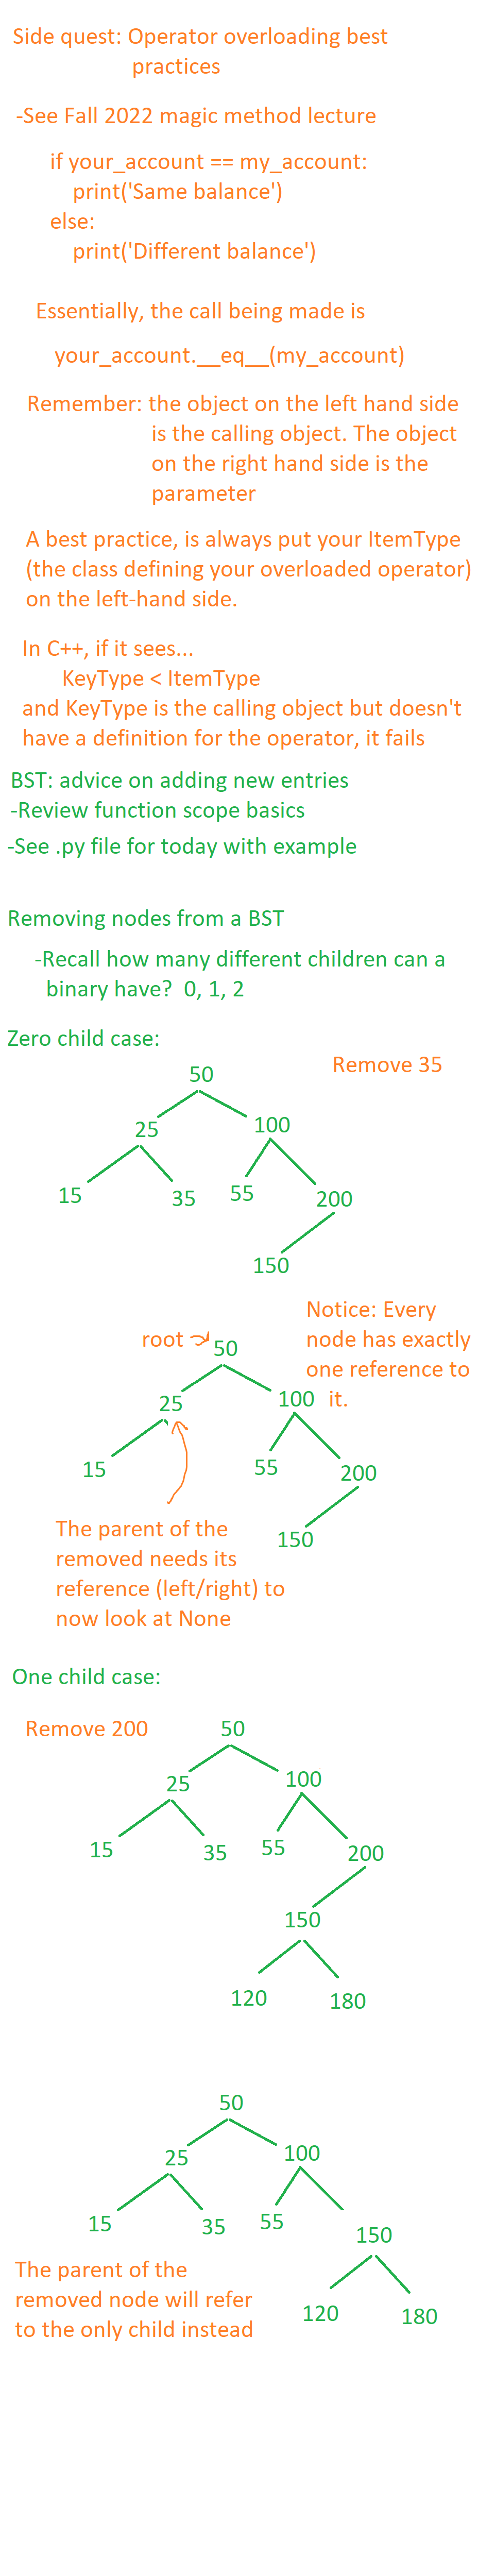 Side quest: Operator overloading best
practices
-See Fall 2022 magic method lecture
if your_account == my_account:
print('Same balance')
else:
print('Different balance')
Essentially, the call being made is
your_account.__eq__(my_account)
Remember: the object on the left hand side
is the calling object. The object
on the right hand side is the
parameter
A best practice, is always put your ItemType
(the class defining your overloaded operator)
on the left-hand side.
In C++, if it sees...
KeyType < ItemType
and KeyType is the calling object but doesn't
have a definition for the operator, it fails
BST: advice on adding new entries
-Review function scope basics
-See .py file for today with example
Removing nodes from a BST
-Recall how many different children can a
binary have? 0, 1, 2
Zero child case:
Remove 35
50
25 100
15 35 55 200
150
Notice: Every
node has exactly
one reference to
it.
root 50
25 100
15 55 200
150
The parent of the
removed needs its
reference (left/right) to
now look at None
One child case:
Remove 200
50
25 100
15 35 55 200
150
120 180
50
25 100
15 35 55 150
120 180
The parent of the
removed node will refer
to the only child instead